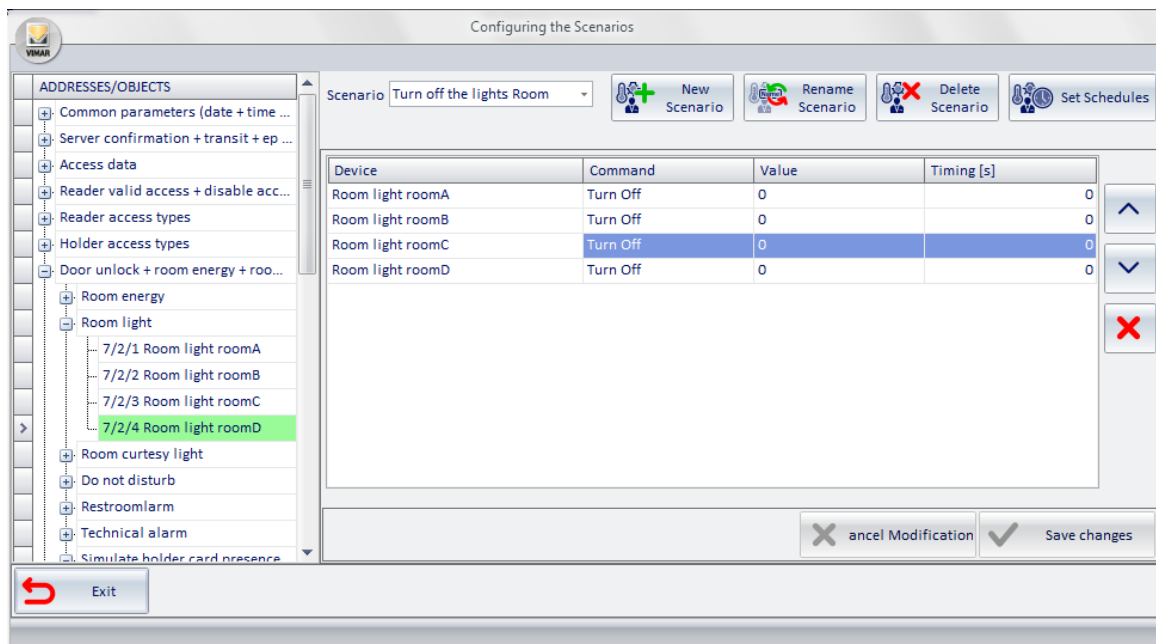 Configuring the Scenarios
VIMAR
ADDRESSES/OBJECTS
Common parameters (date + time ...
Server confirmation + transit + ep ...
Access data
Reader valid access + disable acc...
Reader access types
Holder access types
Door unlock + room energy + roo...
Room energy
Room light
7/2/1 Room light roomA
7/2/2 Room light roomB
7/2/3 Room light roomC
7/2/4 Room light roomD
Room curtesy light
Do not disturb
Restroomlarm
Technical alarm
Simulate holder card presence
Scenario Turn off the lights Room
New
Scenario
Rename
Scenario
Delete
Scenario
Set Schedules
Device Command Value Timing [s]
Room light roomA Turn Off 0 0
Room light roomB Turn Off 0 0
Room light roomC Turn Off 0 0
Room light roomD Turn Off 0 0
ancel Modification Save changes
Exit